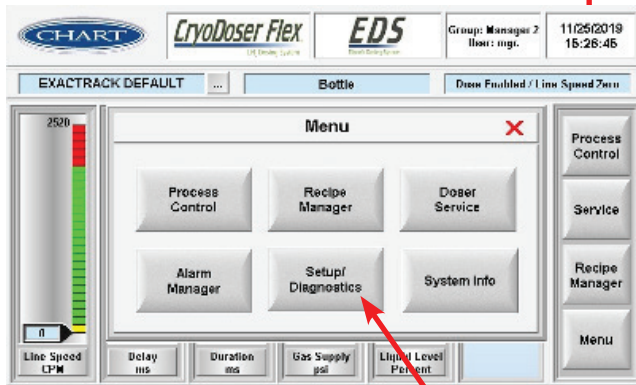 CHART
CryoDoser Flex
LN₂ Dosing System
EDS
Group: Manager 2
User: mgr.
11/25/2019
15:26:45
EXACTRACK DEFAULT
...
Bottle
Dose Enabled / Line Speed Zero
2520
0
Line Speed
CPM
Menu
X
Process
Control
Recipe
Manager
Doser
Service
Alarm
Manager
Setup/
Diagnostics
System Info
Process
Control
Service
Recipe
Manager
Menu
Delay
ms
Duration
ms
Gas Supply
psi
Liquid Level
Percent